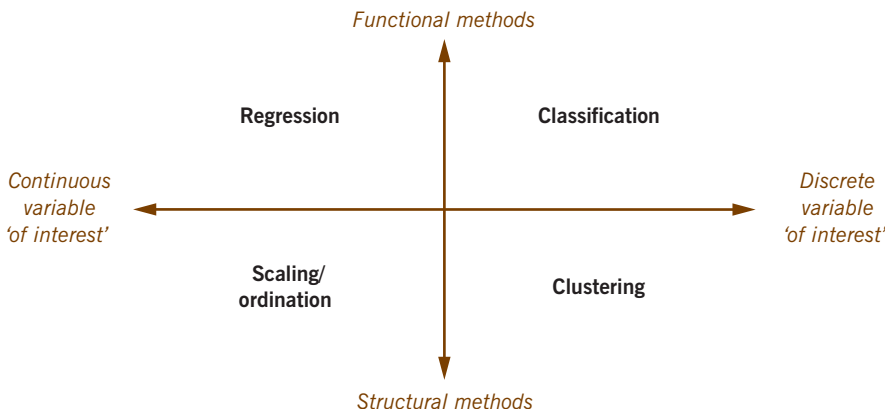 Functional methods
Regression
Classification
Continuous
variable
‘of interest’
Discrete
variable
‘of interest’
Scaling/
ordination
Clustering
Structural methods